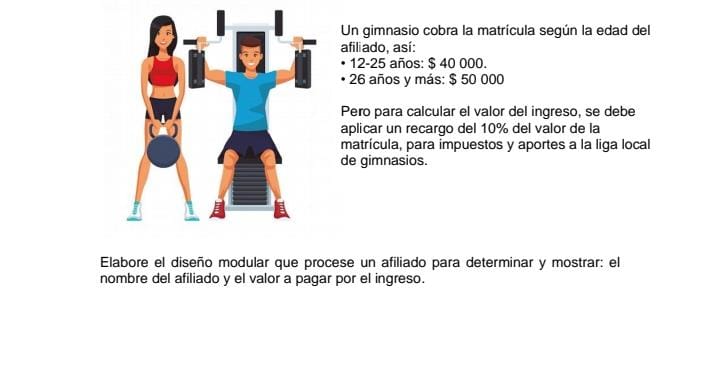 Un gimnasio cobra la matrícula según la edad del
afiliado, así:
• 12-25 años: $ 40 000.
• 26 años y más: $ 50 000
Pero para calcular el valor del ingreso, se debe
aplicar un recargo del 10% del valor de la
matrícula, para impuestos y aportes a la liga local
de gimnasios.
Elabore el diseño modular que procese un afiliado para determinar y mostrar: el
nombre del afiliado y el valor a pagar por el ingreso.